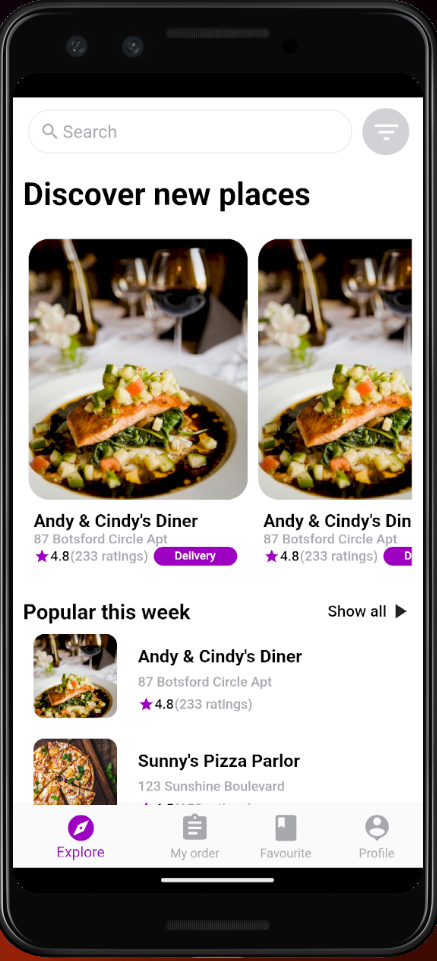 Search
Discover new places
Andy & Cindy's Diner
87 Botsford Circle Apt
4.8(233 ratings) Delivery
Andy & Cindy's Din
87 Botsford Circle Apt
4.8(233 ratings) D
Popular this week
Show all
Andy & Cindy's Diner
87 Botsford Circle Apt
4.8(233 ratings)
Sunny's Pizza Parlor
123 Sunshine Boulevard
Explore
My order
Favourite
Profile